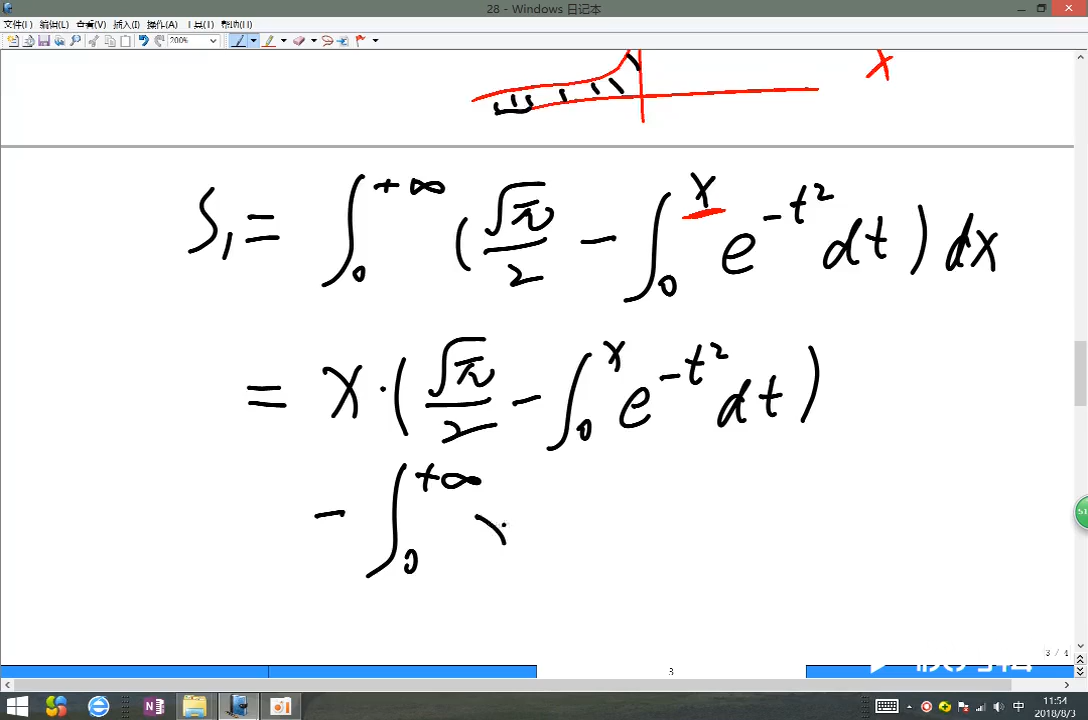 28 - Windows 日记本
文件(F) 编辑(E) 查看(V) 插入(I) 操作(A) 工具(T) 帮助(H)
200%
x
S₁ = ∫₀^{+∞} (√π/2 − ∫₀^x e^{−t²} dt) dx
= x · (√π/2 − ∫₀^x e^{−t²} dt)
− ∫₀^{+∞}
51
3 / 4
3
中
11:54
2018/8/3